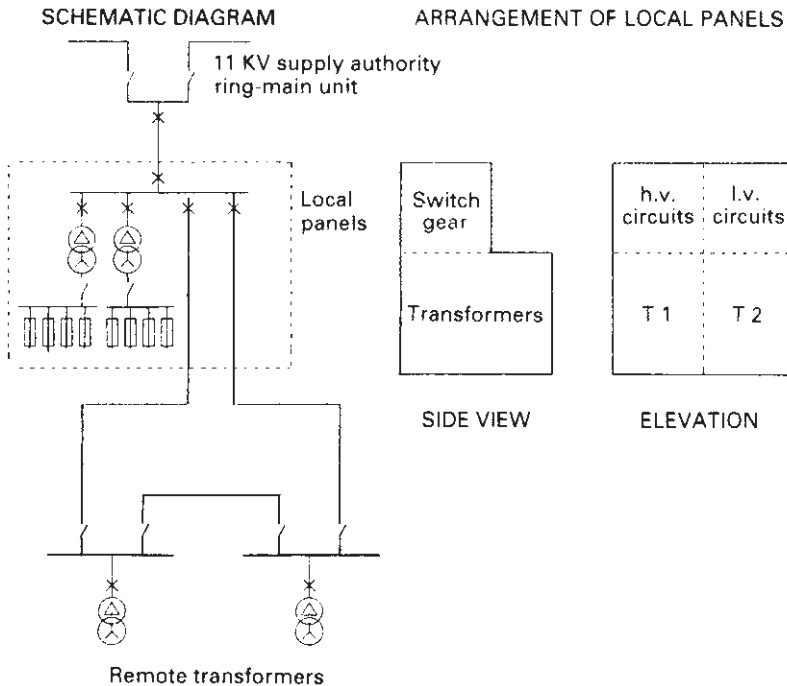 SCHEMATIC DIAGRAM
ARRANGEMENT OF LOCAL PANELS
11 KV supply authority
ring-main unit
Local
panels
Switch
gear
Transformers
SIDE VIEW
h.v.
circuits
l.v.
circuits
T 1
T 2
ELEVATION
Remote transformers